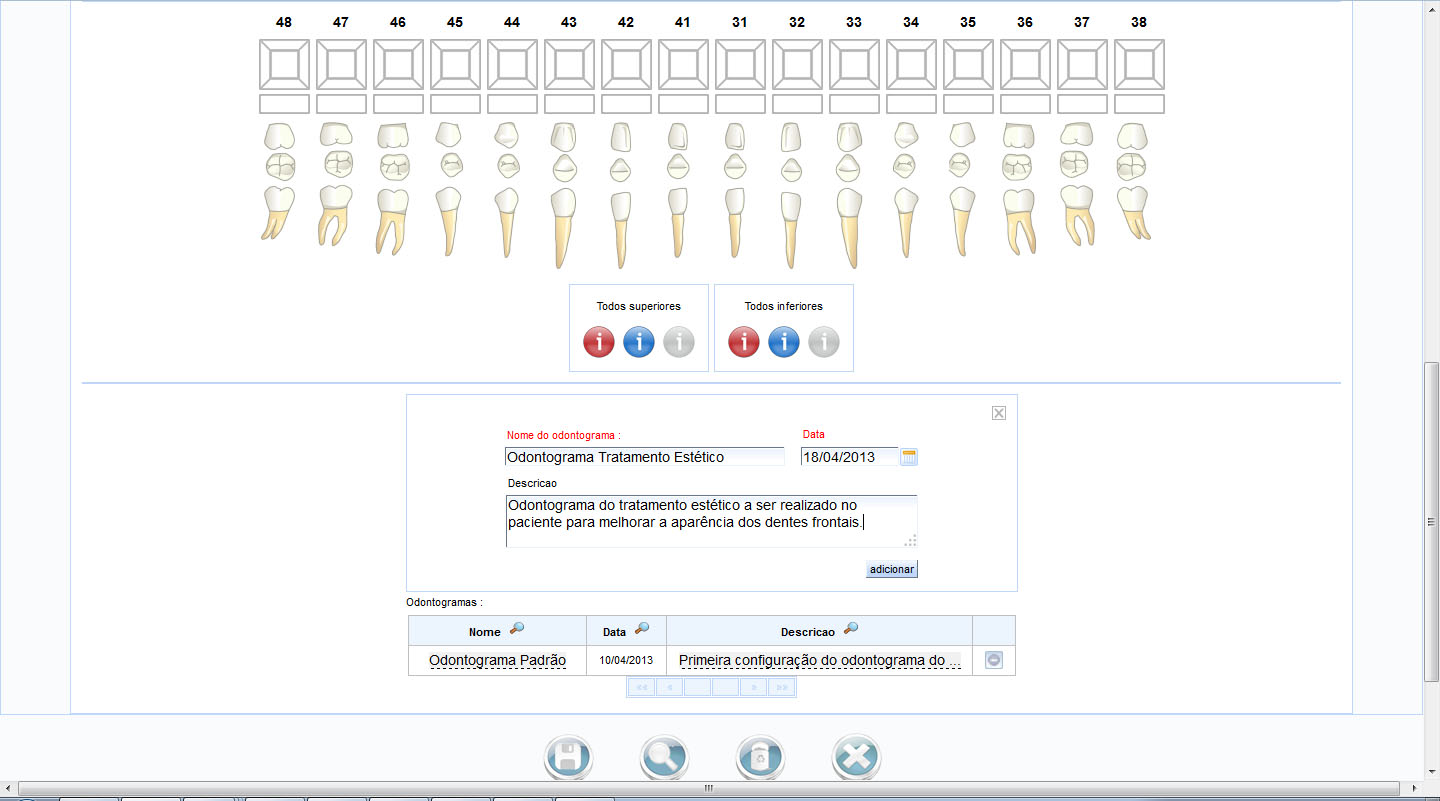 48 47 46 45 44 43 42 41 31 32 33 34 35 36 37 38
Todos superiores Todos inferiores
i i i i i i
Nome do odontograma : Data
Odontograma Tratamento Estético 18/04/2013
Descricao
Odontograma do tratamento estético a ser realizado no
paciente para melhorar a aparência dos dentes frontais.
adicionar
Odontogramas :
Nome Data Descricao
Odontograma Padrão 10/04/2013 Primeira configuração do odontograma do ...
«« « » »»